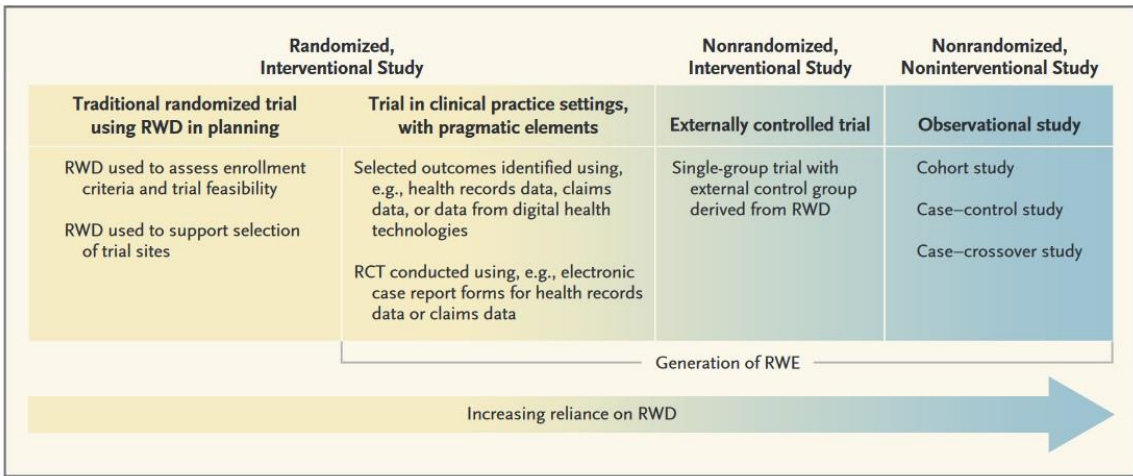 Randomized,
Interventional Study
Nonrandomized,
Interventional Study
Nonrandomized,
Noninterventional Study
Traditional randomized trial
using RWD in planning
RWD used to assess enrollment
criteria and trial feasibility
RWD used to support selection
of trial sites
Trial in clinical practice settings,
with pragmatic elements
Selected outcomes identified using,
e.g., health records data, claims
data, or data from digital health
technologies
RCT conducted using, e.g., electronic
case report forms for health records
data or claims data
Externally controlled trial
Single-group trial with
external control group
derived from RWD
Observational study
Cohort study
Case–control study
Case–crossover study
Generation of RWE
Increasing reliance on RWD